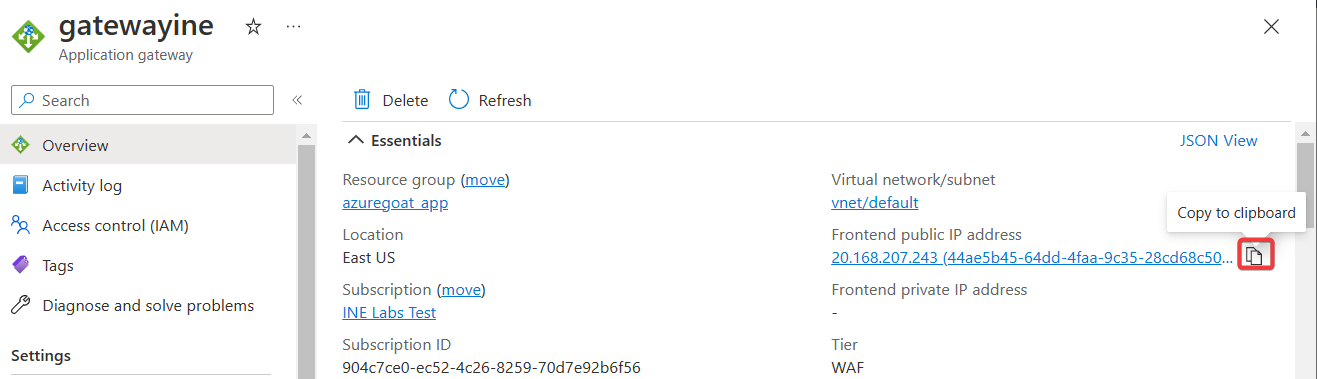 gatewayine
Application gateway
Search
Overview
Activity log
Access control (IAM)
Tags
Diagnose and solve problems
Settings
Delete Refresh
Essentials
JSON View
Resource group (move)
azuregoat_app
Location
East US
Subscription (move)
INE Labs Test
Subscription ID
904c7ce0-ec52-4c26-8259-70d7e92b6f56
Virtual network/subnet
vnet/default
Copy to clipboard
Frontend public IP address
20.168.207.243 (44ae5b45-64dd-4faa-9c35-28cd68c50...
Frontend private IP address
-
Tier
WAF